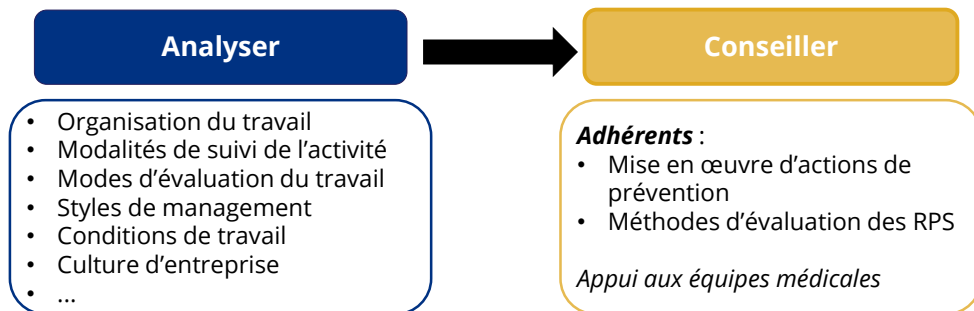 Analyser
• Organisation du travail
• Modalités de suivi de l'activité
• Modes d'évaluation du travail
• Styles de management
• Conditions de travail
• Culture d'entreprise
• ...
Conseiller
Adhérents :
• Mise en œuvre d'actions de
prévention
• Méthodes d'évaluation des RPS
Appui aux équipes médicales